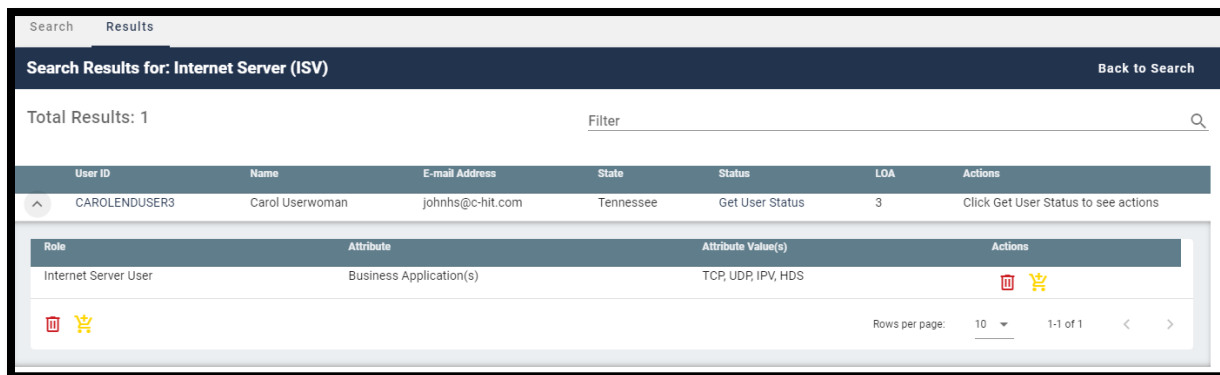 Search Results
Search Results for: Internet Server (ISV) Back to Search
Total Results: 1 Filter
User ID Name E-mail Address State Status LOA Actions
CAROLENDUSER3 Carol Userwoman johnhs@c-hit.com Tennessee Get User Status 3 Click Get User Status to see actions
Role Attribute Attribute Value(s) Actions
Internet Server User Business Application(s) TCP, UDP, IPV, HDS
Rows per page: 10 1-1 of 1